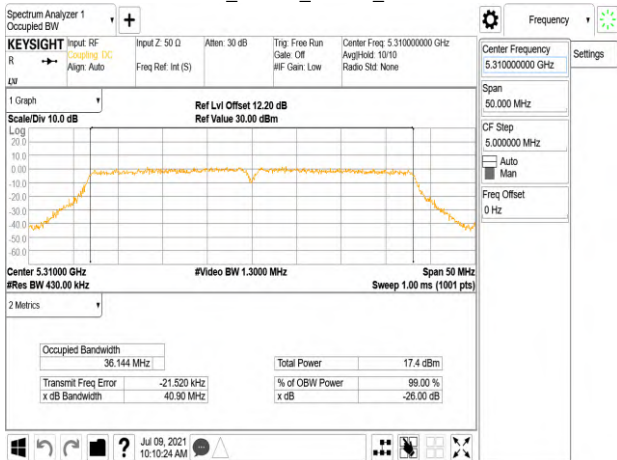 Spectrum Analyzer 1
Occupied BW
Frequency
KEYSIGHT
R
Input: RF
Coupling: DC
Align: Auto
Input Z: 50 Ω
Freq Ref: Int (S)
Atten: 30 dB
Trig: Free Run
Gate: Off
#IF Gain: Low
Center Freq: 5.310000000 GHz
Avg|Hold: 10/10
Radio Std: None
Center Frequency
5.310000000 GHz
Settings
Span
50.000 MHz
CF Step
5.000000 MHz
Auto
Man
Freq Offset
0 Hz
1 Graph
Ref Lvl Offset 12.20 dB
Scale/Div 10.0 dB
Ref Value 30.00 dBm
Log
20.0
10.0
0.00
-10.0
-20.0
-30.0
-40.0
-50.0
-60.0
Center 5.31000 GHz
#Video BW 1.3000 MHz
Span 50 MHz
#Res BW 430.00 kHz
Sweep 1.00 ms (1001 pts)
2 Metrics
Occupied Bandwidth
36.144 MHz
Total Power 17.4 dBm
Transmit Freq Error -21.520 kHz
% of OBW Power 99.00 %
x dB Bandwidth 40.90 MHz
x dB -26.00 dB
Jul 09, 2021
10:10:24 AM